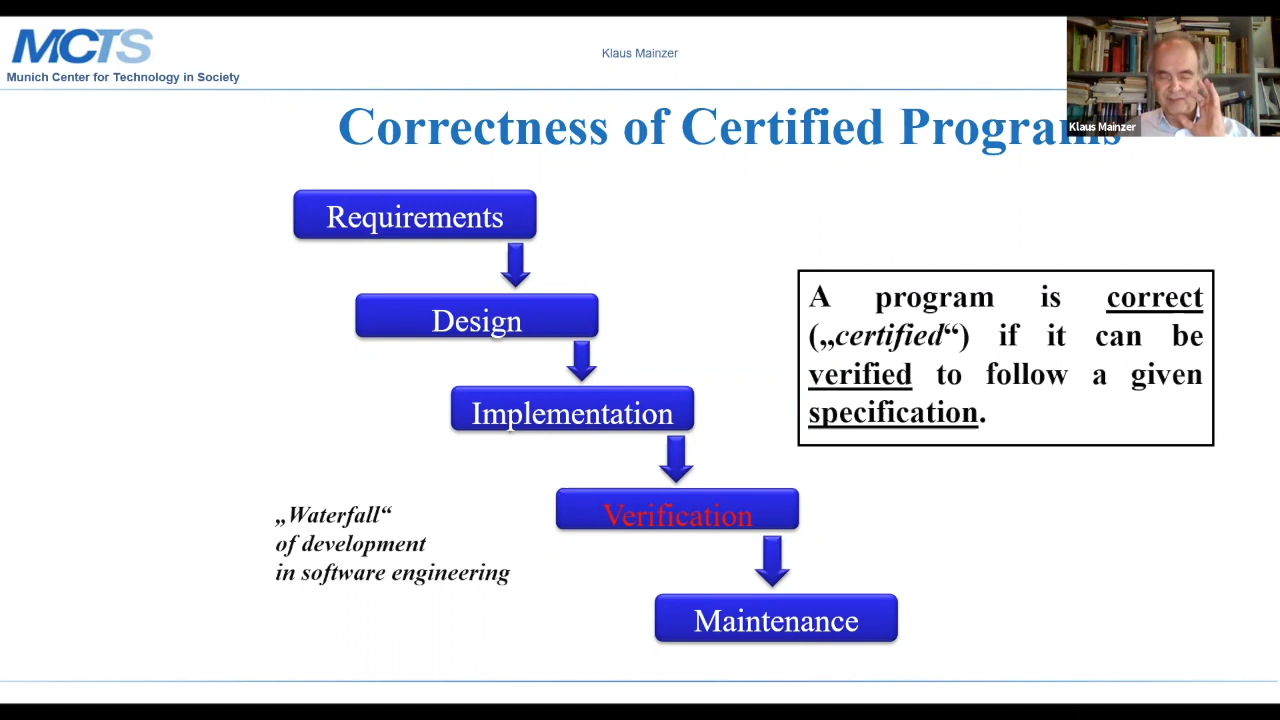 MCTS
Munich Center for Technology in Society
Klaus Mainzer
Klaus Mainzer
Correctness of Certified Programs
Requirements
Design
Implementation
Verification
Maintenance
A program is correct
(„certified“) if it can be
verified to follow a given
specification.
„Waterfall“
of development
in software engineering